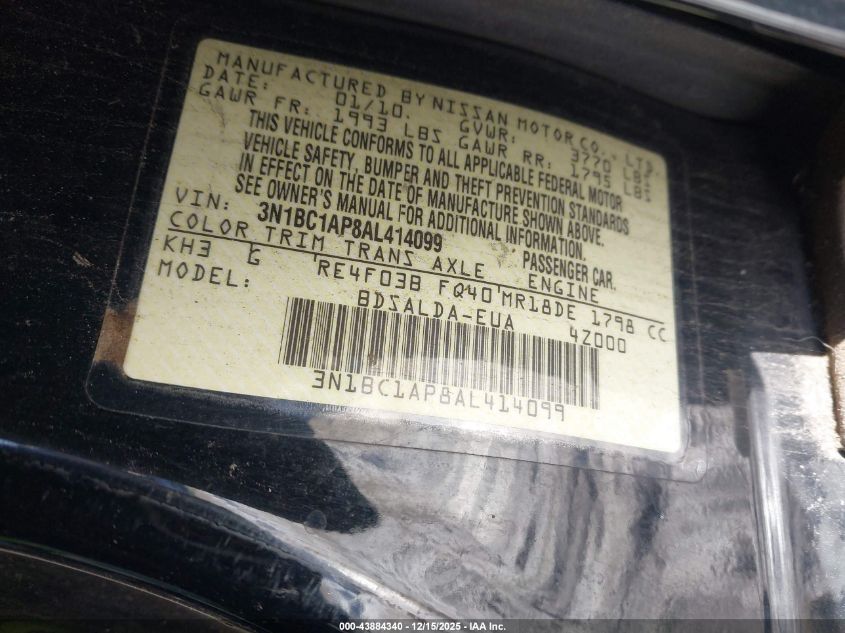 MANUFACTURED BY NISSAN MOTOR CO., LTD.
DATE: 01/10. GVWR: 3770 LBS
GAWR FR: 1993 LBS GAWR RR: 1795 LBS
THIS VEHICLE CONFORMS TO ALL APPLICABLE FEDERAL MOTOR
VEHICLE SAFETY, BUMPER AND THEFT PREVENTION STANDARDS
IN EFFECT ON THE DATE OF MANUFACTURE SHOWN ABOVE.
SEE OWNER'S MANUAL FOR ADDITIONAL INFORMATION.
VIN: 3N1BC1AP8AL414099 PASSENGER CAR.
COLOR TRIM TRANS AXLE ENGINE
KH3 G RE4F03B FQ40 MR18DE 1798 CC
MODEL: BDSALDA-EUA 4Z000
3N1BC1AP8AL414099
000-43884340 - 12/15/2025 - IAA Inc.